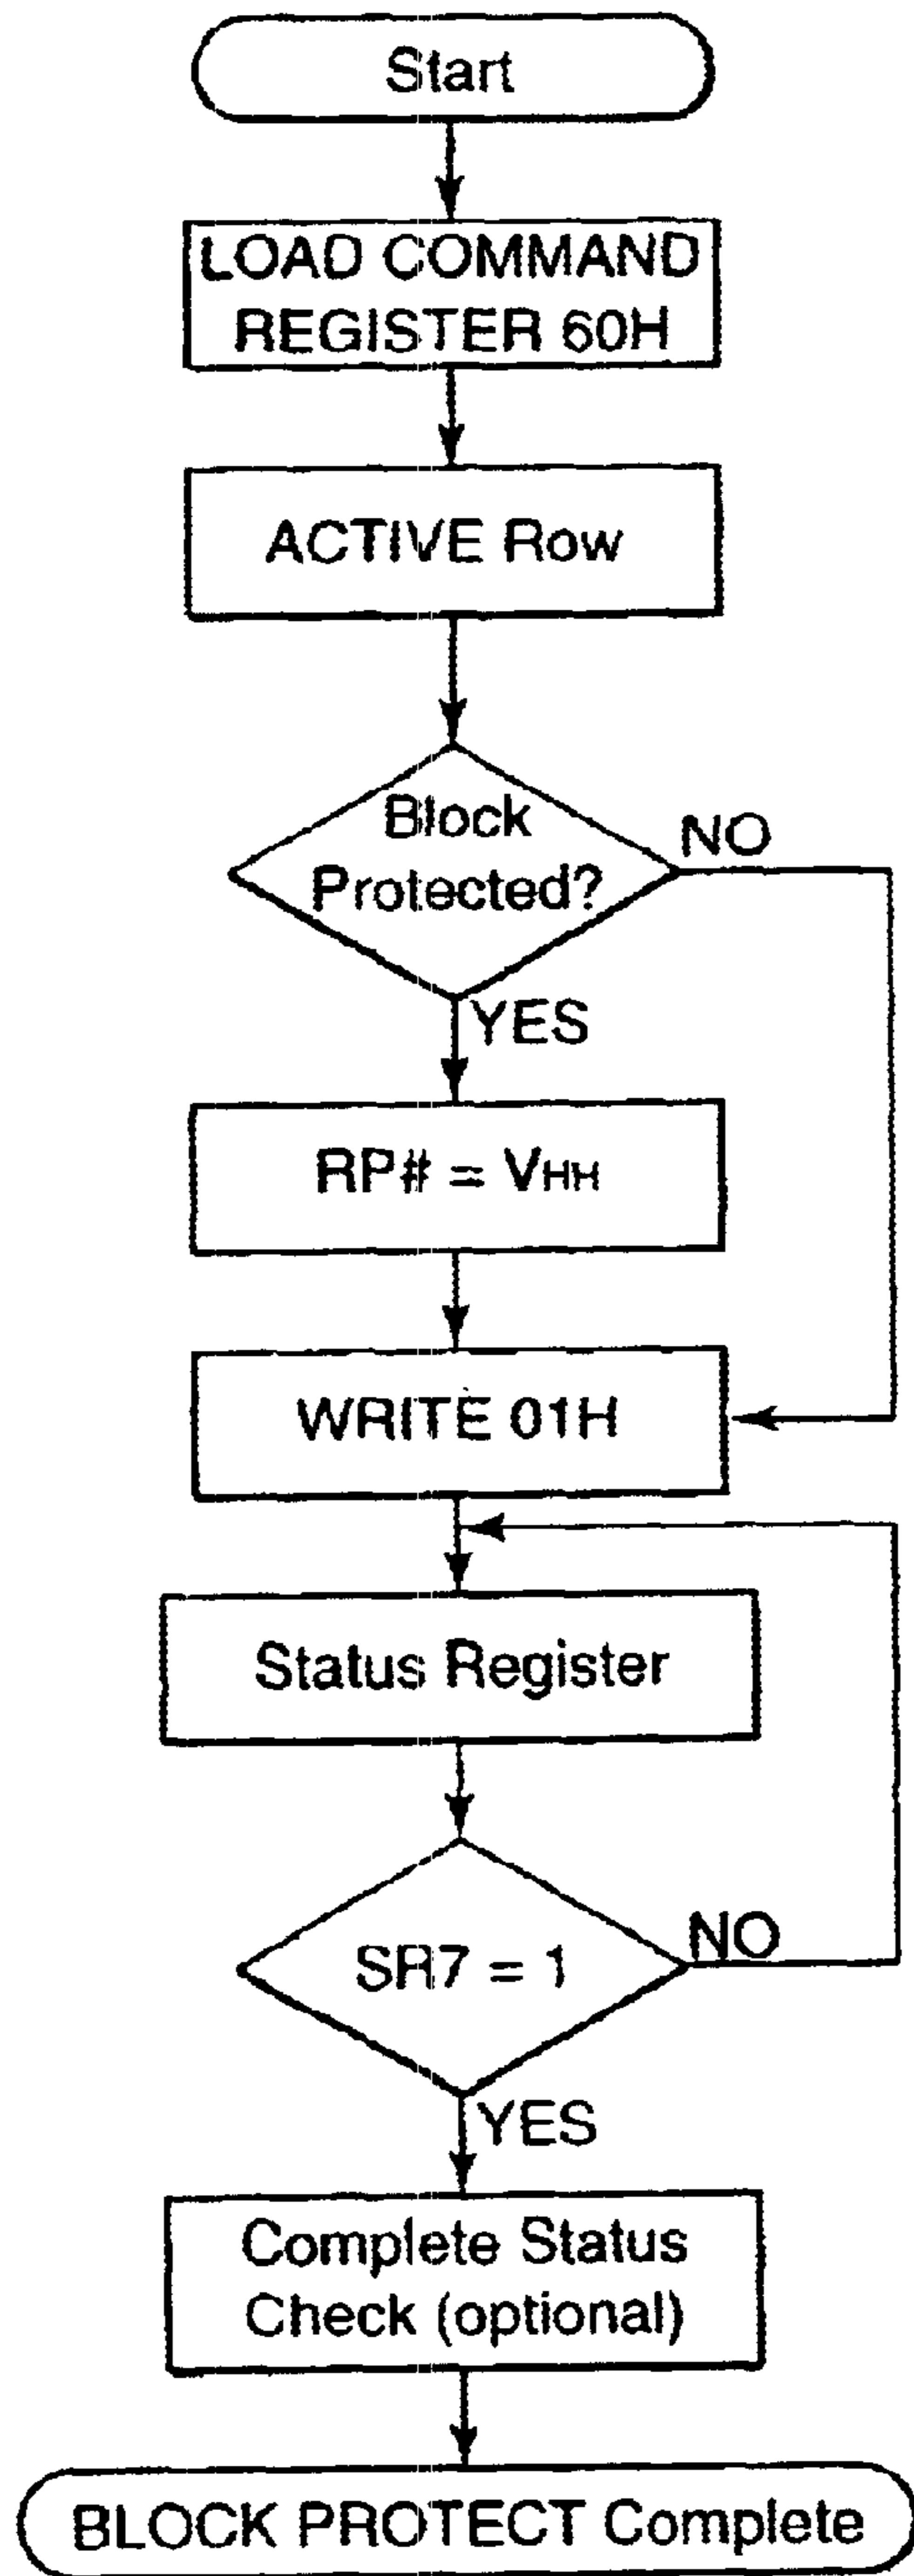 Start
LOAD COMMAND
REGISTER 60H
ACTIVE Row
Block
Protected?
NO
YES
RP# = VHH
WRITE 01H
Status Register
SR7 = 1
NO
YES
Complete Status
Check (optional)
BLOCK PROTECT Complete